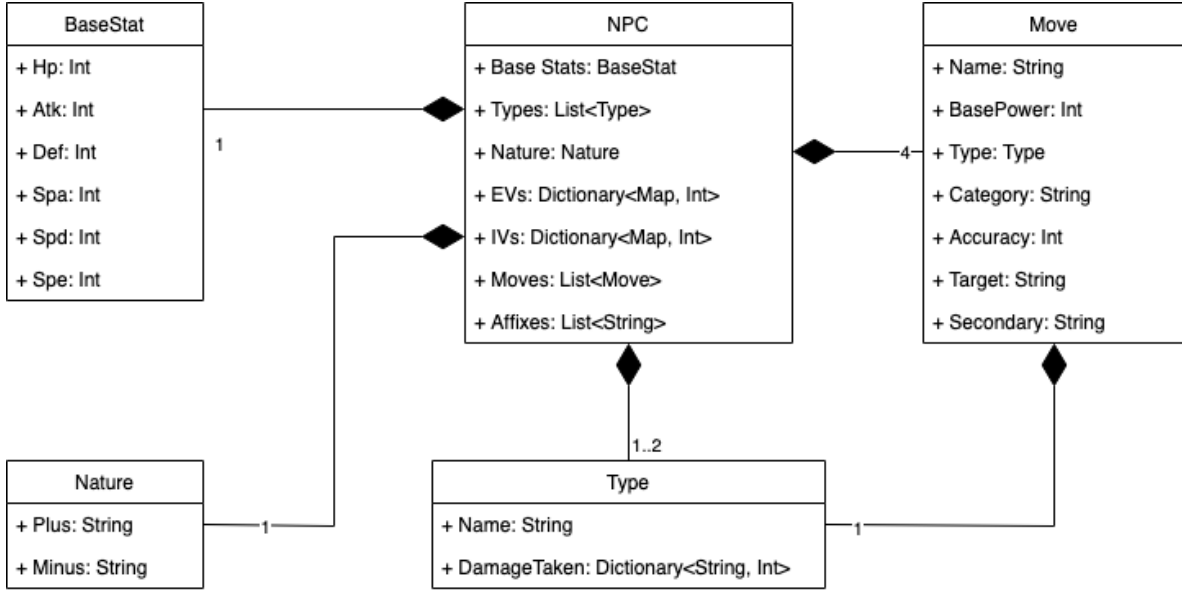 BaseStat
+ Hp: Int
+ Atk: Int
+ Def: Int
+ Spa: Int
+ Spd: Int
+ Spe: Int
1
NPC
+ Base Stats: BaseStat
+ Types: List<Type>
+ Nature: Nature
+ EVs: Dictionary<Map, Int>
+ IVs: Dictionary<Map, Int>
+ Moves: List<Move>
+ Affixes: List<String>
4
Move
+ Name: String
+ BasePower: Int
+ Type: Type
+ Category: String
+ Accuracy: Int
+ Target: String
+ Secondary: String
Nature
+ Plus: String
+ Minus: String
1
1..2
Type
+ Name: String
+ DamageTaken: Dictionary<String, Int>
1